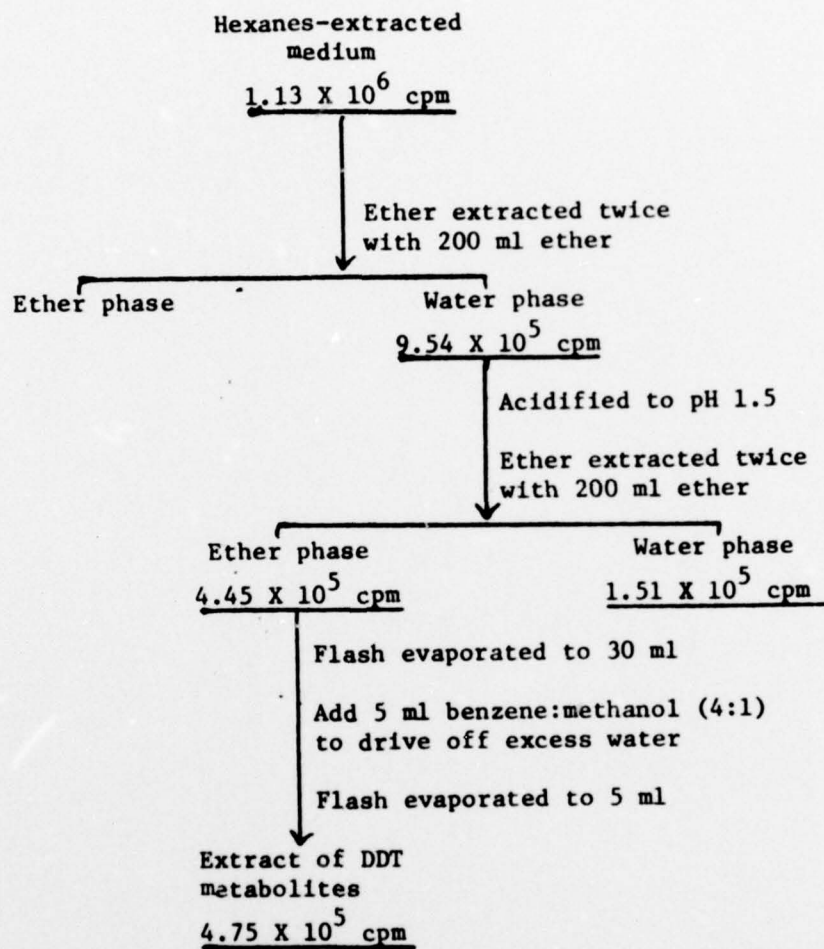 Hexanes-extracted
medium
1.13 X 10^6 cpm
Ether extracted twice
with 200 ml ether
Ether phase
Water phase
9.54 X 10^5 cpm
Acidified to pH 1.5
Ether extracted twice
with 200 ml ether
Ether phase
Water phase
4.45 X 10^5 cpm
1.51 X 10^5 cpm
Flash evaporated to 30 ml
Add 5 ml benzene:methanol (4:1)
to drive off excess water
Flash evaporated to 5 ml
Extract of DDT
metabolites
4.75 X 10^5 cpm